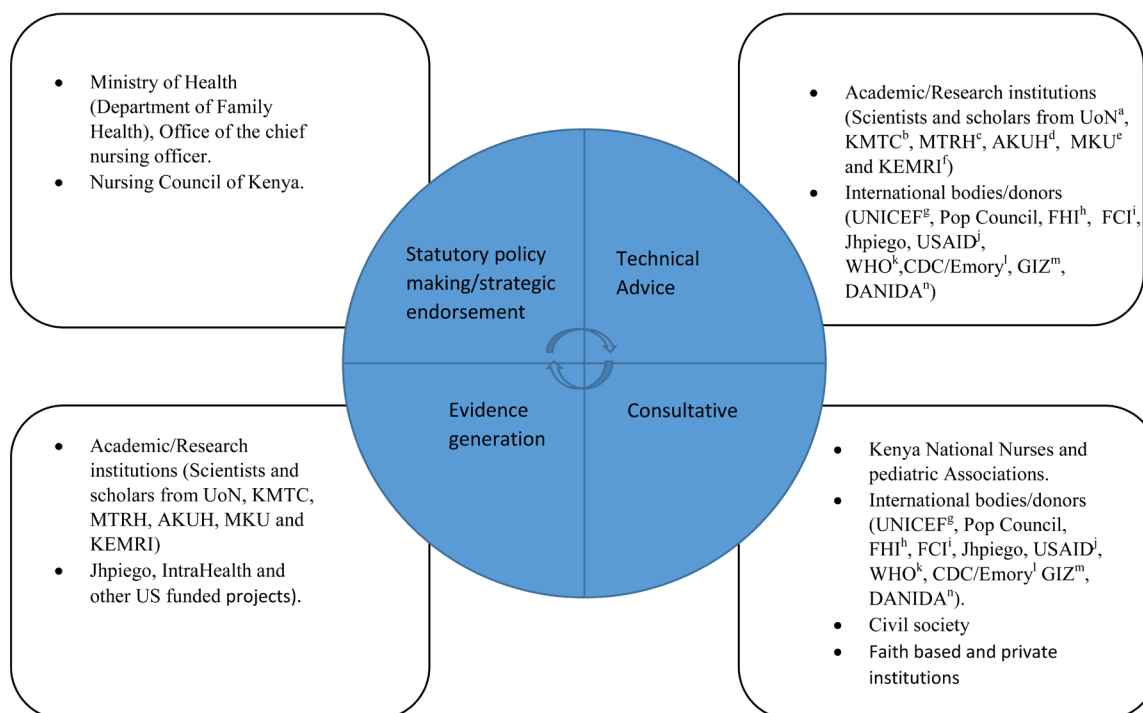 • Ministry of Health
(Department of Family
Health), Office of the chief
nursing officer.
• Nursing Council of Kenya.
• Academic/Research institutions
(Scientists and scholars from UoNᵃ,
KMTCᵇ, MTRHᶜ, AKUHᵈ, MKUᵉ
and KEMRIᶠ)
• International bodies/donors
(UNICEFᵍ, Pop Council, FHIʰ, FCIⁱ,
Jhpiego, USAIDʲ,
WHOᵏ,CDC/Emoryˡ, GIZᵐ,
DANIDAⁿ)
Statutory policy
making/strategic
endorsement
Technical
Advice
Evidence
generation
Consultative
• Academic/Research
institutions (Scientists and
scholars from UoN, KMTC,
MTRH, AKUH, MKU and
KEMRI)
• Jhpiego, IntraHealth and
other US funded projects).
• Kenya National Nurses and
pediatric Associations.
• International bodies/donors
(UNICEFᵍ, Pop Council,
FHIʰ, FCIⁱ, Jhpiego, USAIDʲ,
WHOᵏ, CDC/Emoryˡ GIZᵐ,
DANIDAⁿ).
• Civil society
• Faith based and private
institutions